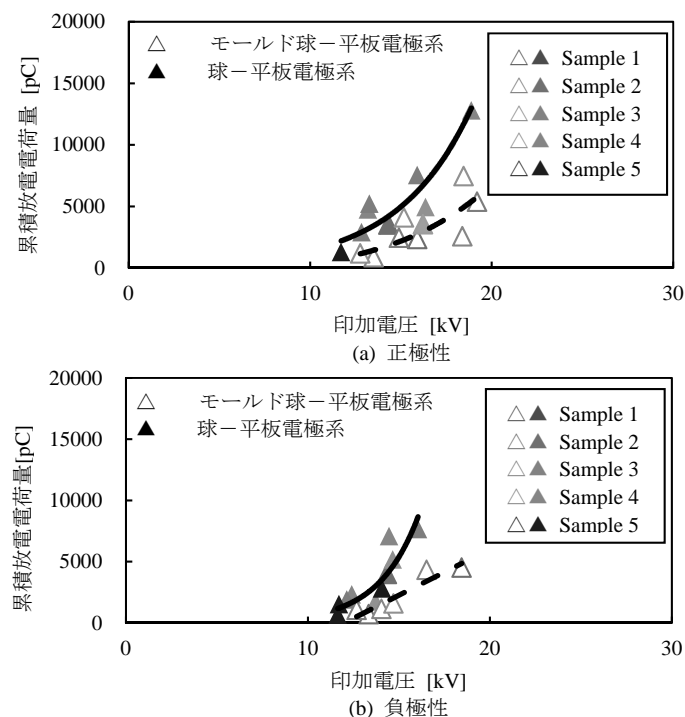 20000
15000
10000
5000
0
累積放電電荷量 [pC]
△ モールド球－平板電極系
▲ 球－平板電極系
△▲ Sample 1
△▲ Sample 2
△▲ Sample 3
△▲ Sample 4
△▲ Sample 5
0 10 20 30
印加電圧 [kV]
(a) 正極性
20000
15000
10000
5000
0
累積放電電荷量[pC]
△ モールド球－平板電極系
▲ 球－平板電極系
△▲ Sample 1
△▲ Sample 2
△▲ Sample 3
△▲ Sample 4
△▲ Sample 5
0 10 20 30
印加電圧 [kV]
(b) 負極性